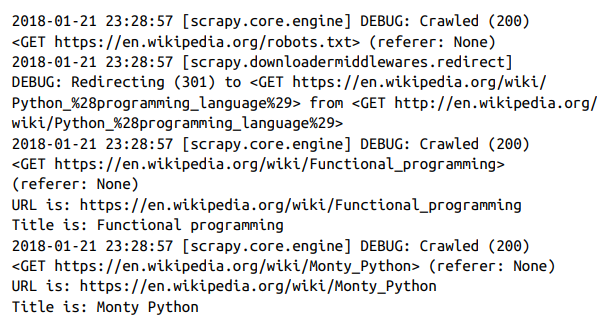 2018-01-21 23:28:57 [scrapy.core.engine] DEBUG: Crawled (200)
<GET https://en.wikipedia.org/robots.txt> (referer: None)
2018-01-21 23:28:57 [scrapy.downloadermiddlewares.redirect]
DEBUG: Redirecting (301) to <GET https://en.wikipedia.org/wiki/
Python_%28programming_language%29> from <GET http://en.wikipedia.org/
wiki/Python_%28programming_language%29>
2018-01-21 23:28:57 [scrapy.core.engine] DEBUG: Crawled (200)
<GET https://en.wikipedia.org/wiki/Functional_programming>
(referer: None)
URL is: https://en.wikipedia.org/wiki/Functional_programming
Title is: Functional programming
2018-01-21 23:28:57 [scrapy.core.engine] DEBUG: Crawled (200)
<GET https://en.wikipedia.org/wiki/Monty_Python> (referer: None)
URL is: https://en.wikipedia.org/wiki/Monty_Python
Title is: Monty Python